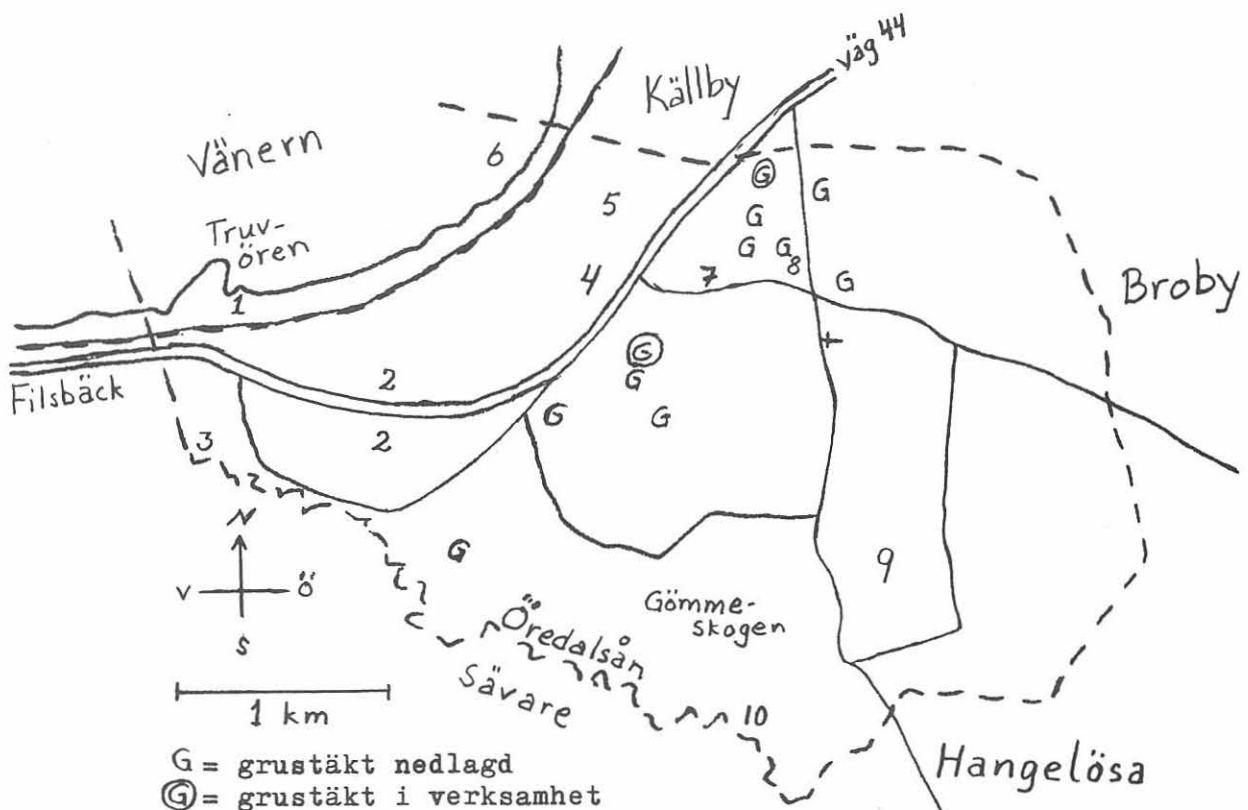 väg 44
Källby
Vänern
6
5
G
G
Truv-
ören
G
G
G
8
4
7
G
Broby
1
G
G
2
Filsbäck
G
G
2
3
N
G
9
V
Ö
Gömme-
skogen
S
Öredalsån
Sävare
1 km
10
Hangelösa
G = grustäkt nedlagd
G = grustäkt i verksamhet